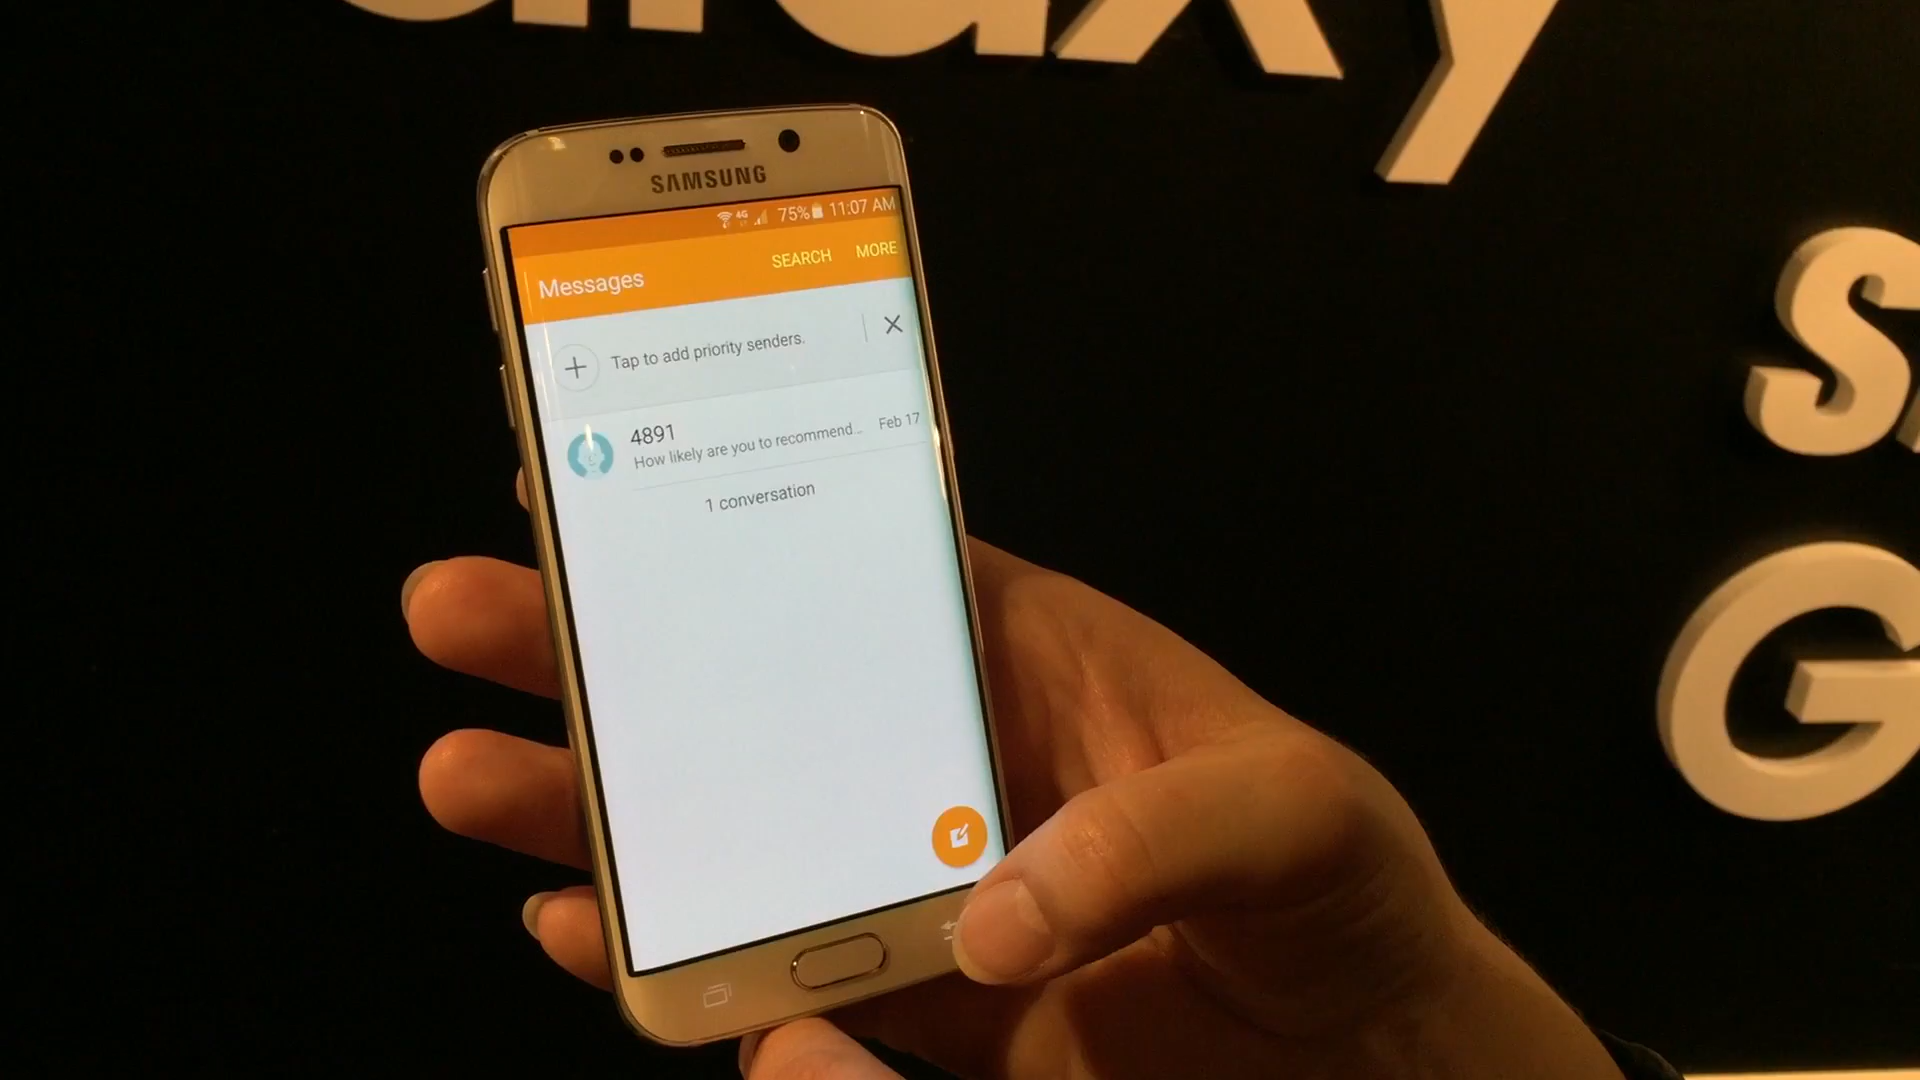 SAMSUNG
4G 75% 11:07 AM
Messages SEARCH MORE
Tap to add priority senders.
4891
How likely are you to recommend... Feb 17
1 conversation
S
G